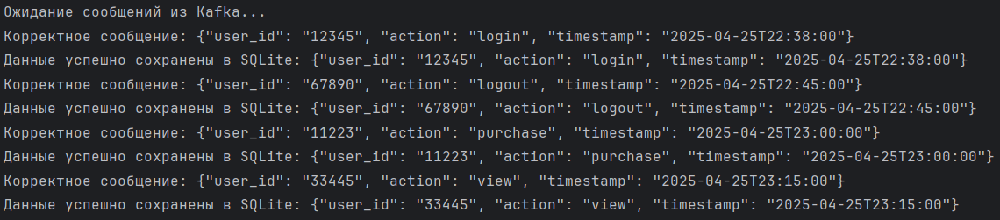 Ожидание сообщений из Kafka...
Корректное сообщение: {"user_id": "12345", "action": "login", "timestamp": "2025-04-25T22:38:00"}
Данные успешно сохранены в SQLite: {"user_id": "12345", "action": "login", "timestamp": "2025-04-25T22:38:00"}
Корректное сообщение: {"user_id": "67890", "action": "logout", "timestamp": "2025-04-25T22:45:00"}
Данные успешно сохранены в SQLite: {"user_id": "67890", "action": "logout", "timestamp": "2025-04-25T22:45:00"}
Корректное сообщение: {"user_id": "11223", "action": "purchase", "timestamp": "2025-04-25T23:00:00"}
Данные успешно сохранены в SQLite: {"user_id": "11223", "action": "purchase", "timestamp": "2025-04-25T23:00:00"}
Корректное сообщение: {"user_id": "33445", "action": "view", "timestamp": "2025-04-25T23:15:00"}
Данные успешно сохранены в SQLite: {"user_id": "33445", "action": "view", "timestamp": "2025-04-25T23:15:00"}